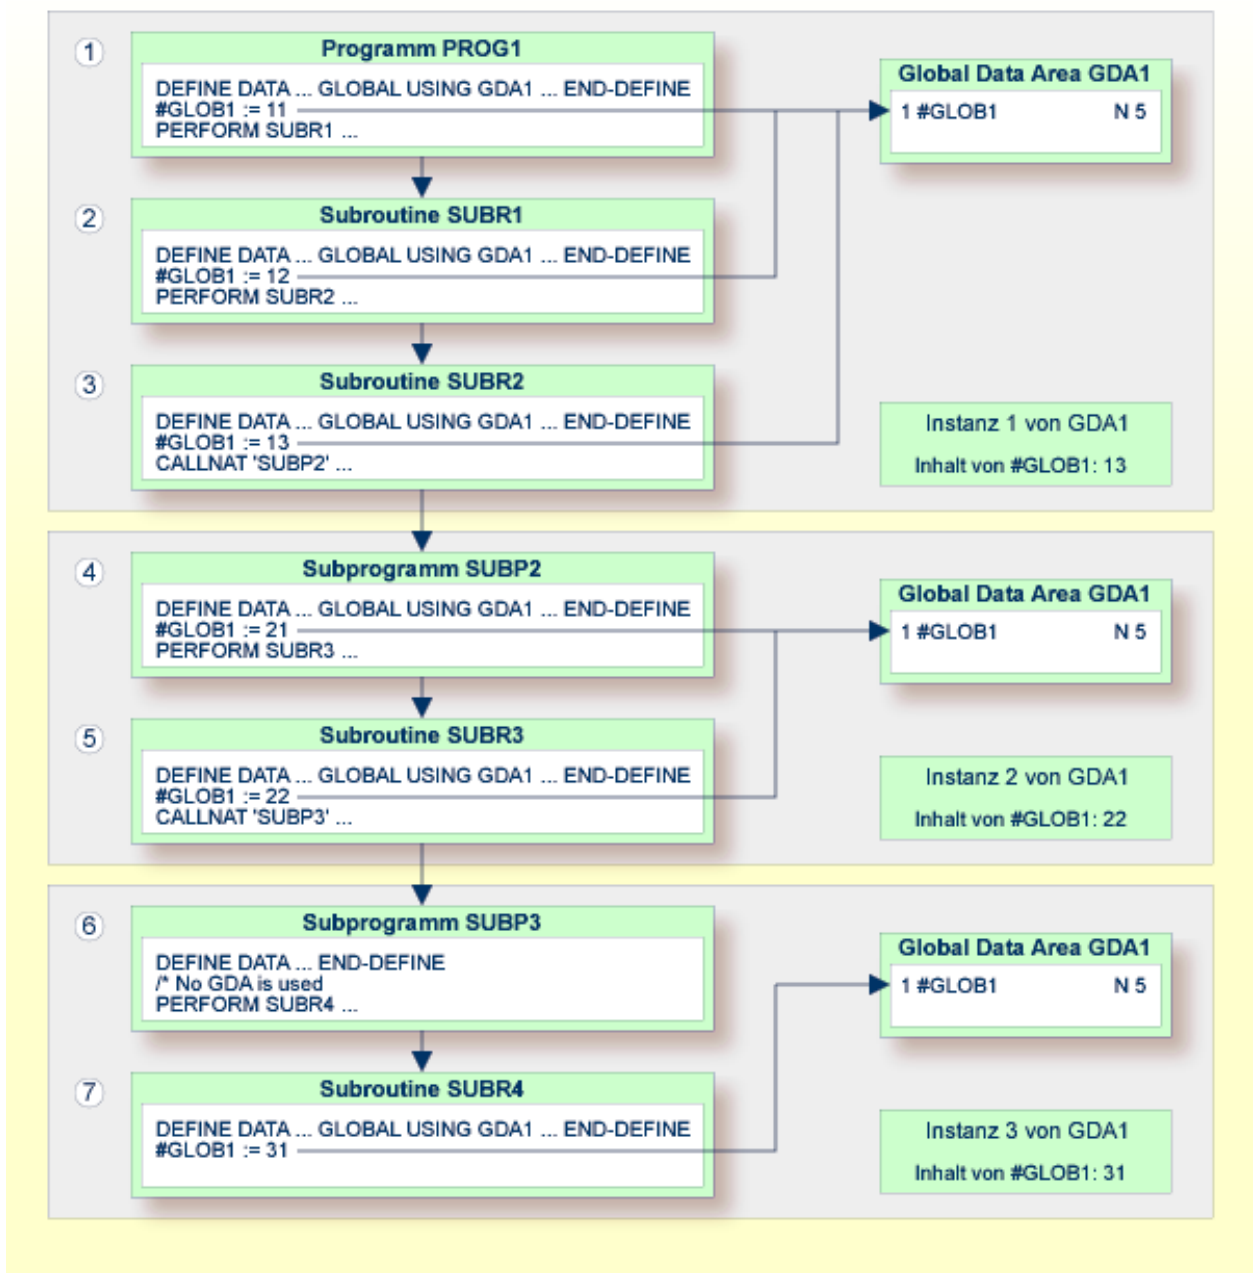 1
Programm PROG1
DEFINE DATA ... GLOBAL USING GDA1 ... END-DEFINE
#GLOB1 := 11
PERFORM SUBR1 ...
Global Data Area GDA1
1 #GLOB1 N 5
2
Subroutine SUBR1
DEFINE DATA ... GLOBAL USING GDA1 ... END-DEFINE
#GLOB1 := 12
PERFORM SUBR2 ...
3
Subroutine SUBR2
DEFINE DATA ... GLOBAL USING GDA1 ... END-DEFINE
#GLOB1 := 13
CALLNAT 'SUBP2' ...
Instanz 1 von GDA1
Inhalt von #GLOB1: 13
4
Subprogramm SUBP2
DEFINE DATA ... GLOBAL USING GDA1 ... END-DEFINE
#GLOB1 := 21
PERFORM SUBR3 ...
Global Data Area GDA1
1 #GLOB1 N 5
5
Subroutine SUBR3
DEFINE DATA ... GLOBAL USING GDA1 ... END-DEFINE
#GLOB1 := 22
CALLNAT 'SUBP3' ...
Instanz 2 von GDA1
Inhalt von #GLOB1: 22
6
Subprogramm SUBP3
DEFINE DATA ... END-DEFINE
/* No GDA is used
PERFORM SUBR4 ...
Global Data Area GDA1
1 #GLOB1 N 5
7
Subroutine SUBR4
DEFINE DATA ... GLOBAL USING GDA1 ... END-DEFINE
#GLOB1 := 31
Instanz 3 von GDA1
Inhalt von #GLOB1: 31